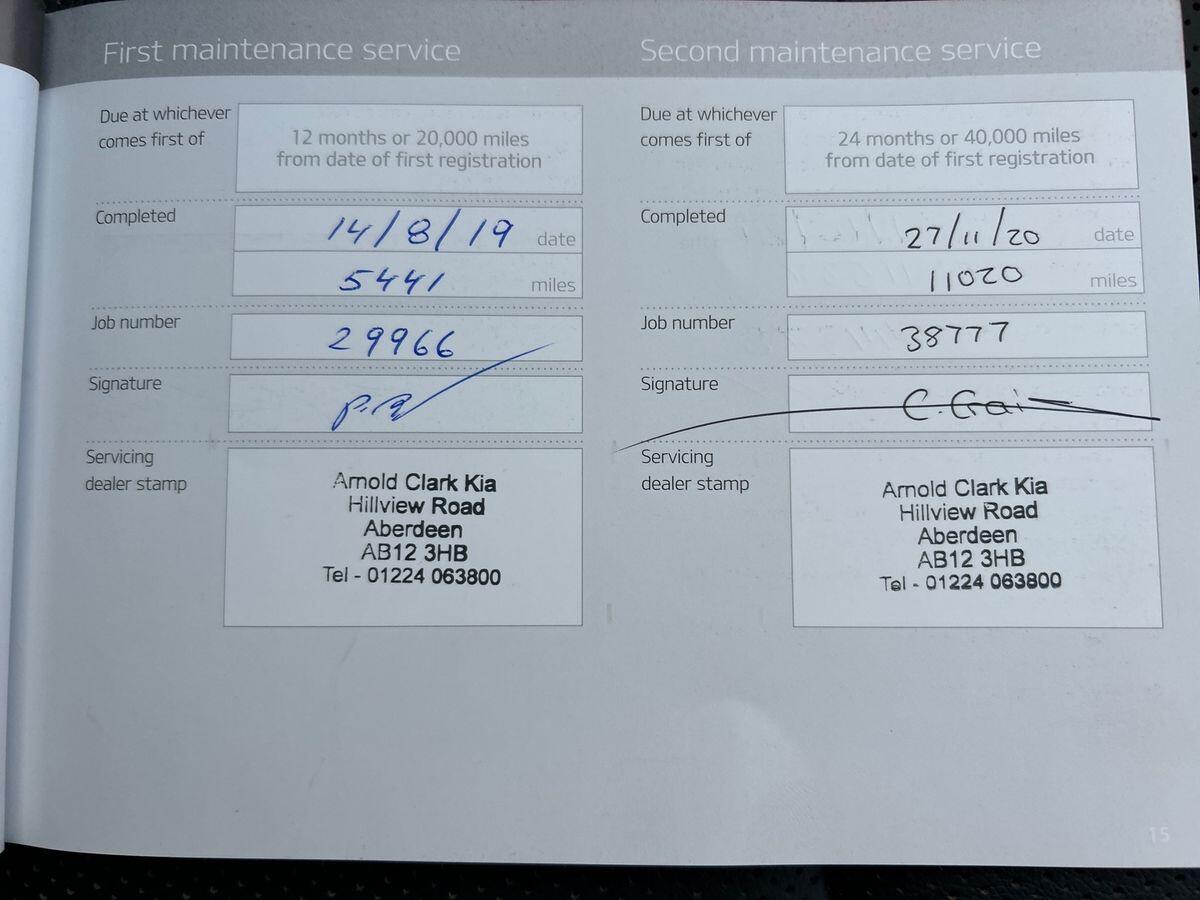 First maintenance service
Due at whichever
comes first of
12 months or 20,000 miles
from date of first registration
Completed
14/8/19 date
5441 miles
Job number
29966
Signature
Servicing
dealer stamp
Arnold Clark Kia
Hillview Road
Aberdeen
AB12 3HB
Tel - 01224 063800
Second maintenance service
Due at whichever
comes first of
24 months or 40,000 miles
from date of first registration
Completed
27/11/20 date
11020 miles
Job number
38777
Signature
Servicing
dealer stamp
Arnold Clark Kia
Hillview Road
Aberdeen
AB12 3HB
Tel - 01224 063800
15